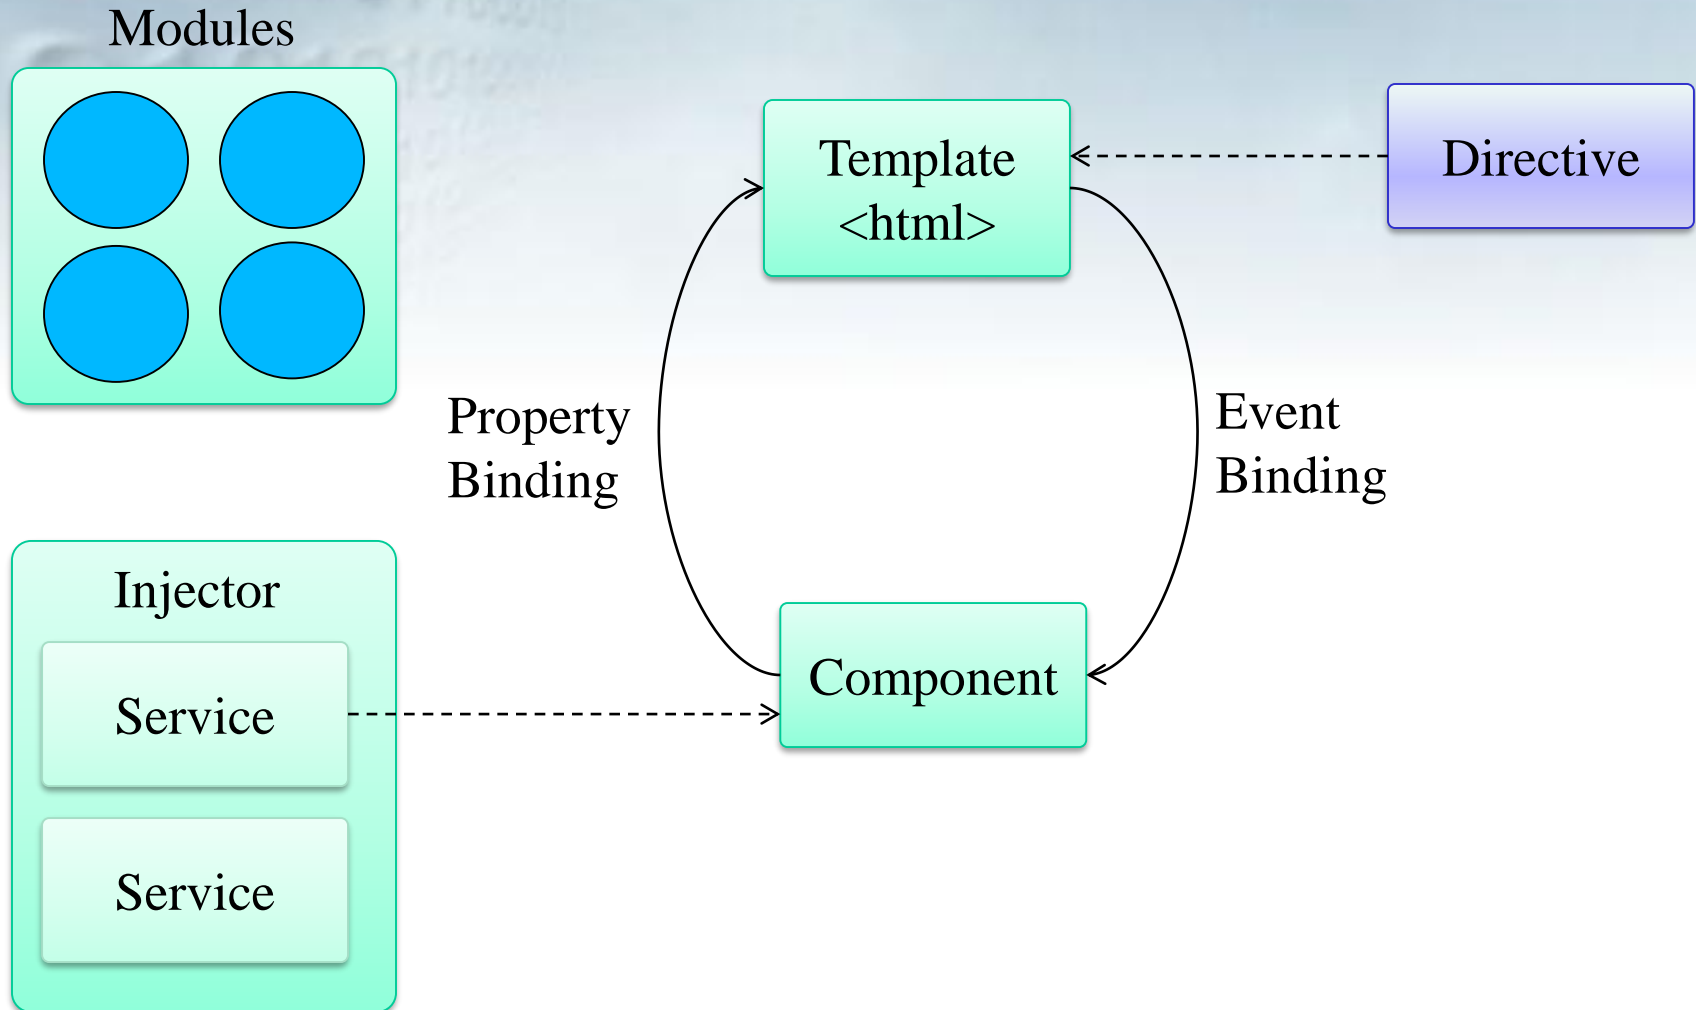 Modules
Template
<html>
Directive
Property
Binding
Event
Binding
Injector
Service
Component
Service